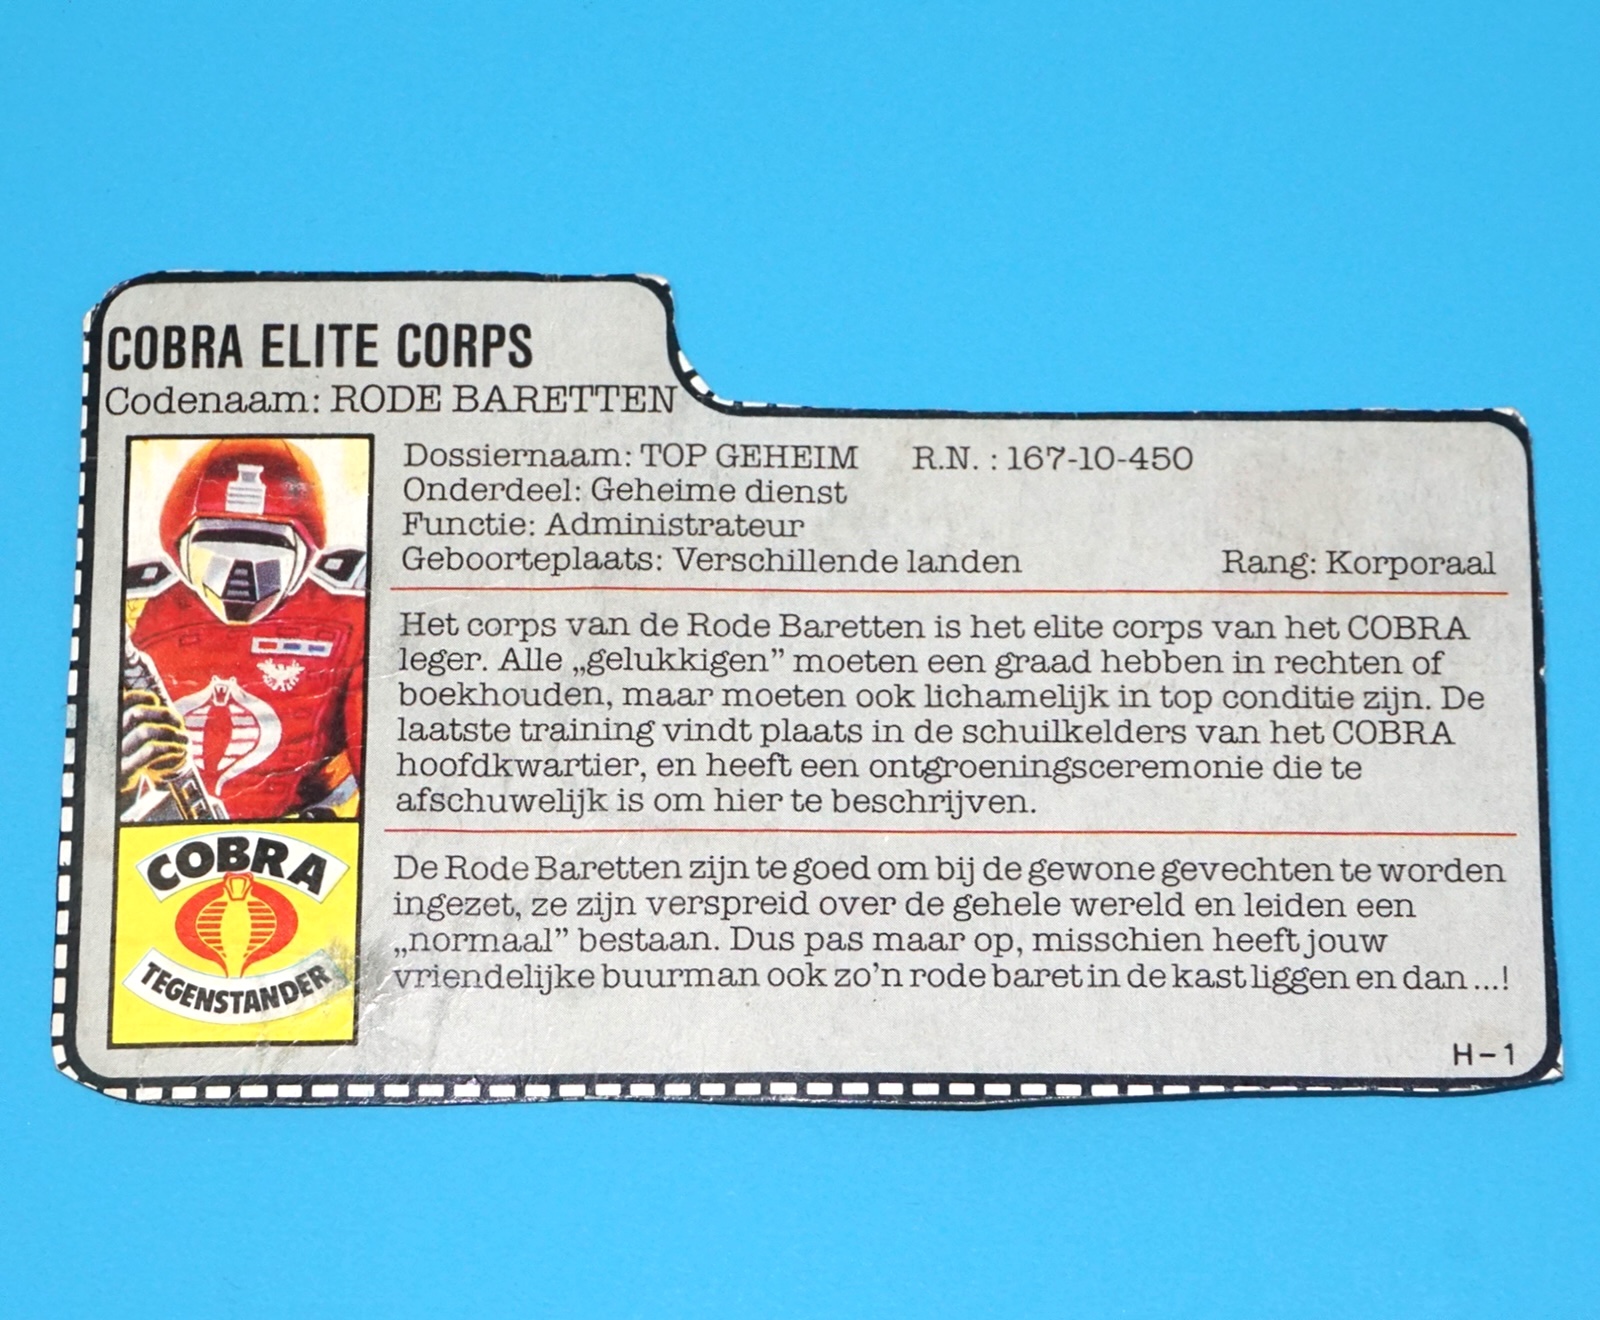 COBRA ELITE CORPS
Codenaam: RODE BARETTEN
Dossiernaam: TOP GEHEIM R.N. : 167-10-450
Onderdeel: Geheime dienst
Functie: Administrateur
Geboorteplaats: Verschillende landen Rang: Korporaal
Het corps van de Rode Baretten is het elite corps van het COBRA
leger. Alle „gelukkigen” moeten een graad hebben in rechten of
boekhouden, maar moeten ook lichamelijk in top conditie zijn. De
laatste training vindt plaats in de schuilkelders van het COBRA
hoofdkwartier, en heeft een ontgroeningsceremonie die te
afschuwelijk is om hier te beschrijven.
COBRA
TEGENSTANDER
De Rode Baretten zijn te goed om bij de gewone gevechten te worden
ingezet, ze zijn verspreid over de gehele wereld en leiden een
„normaal” bestaan. Dus pas maar op, misschien heeft jouw
vriendelijke buurman ook zo’n rode baret in de kast liggen en dan...!
H-1